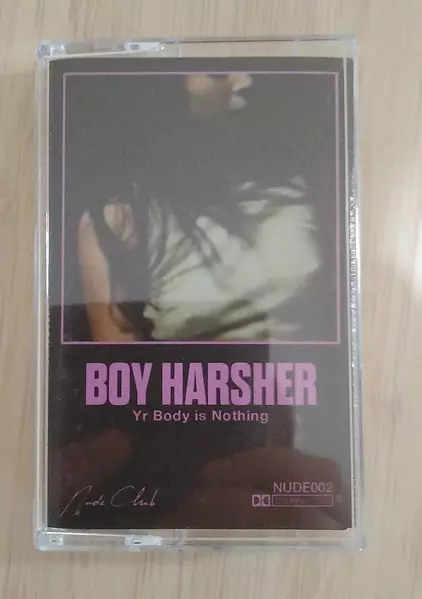 BOY HARSHER
Yr Body is Nothing
Nude Club
NUDE002